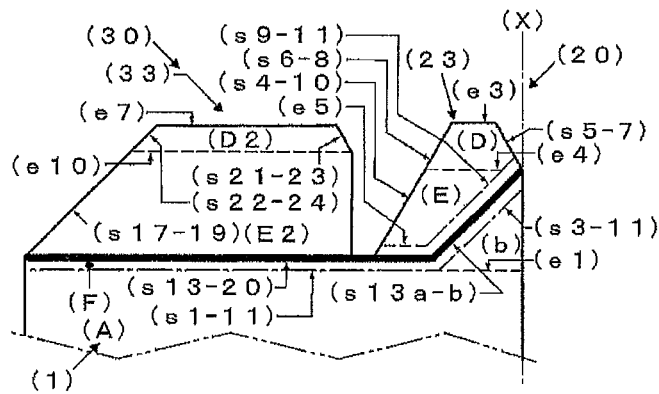 (X)
(s9-11)
(30)
(s6-8)
(23)
(20)
(33)
(s4-10)
(e3)
(e5)
(e7)
(D2)
(D)
(s5-7)
(e4)
(e10)
(s21-23)
(s22-24)
(E)
(s17-19)(E2)
(s3-11)
(b)
(e1)
(F)
(s13-20)
(s13a-b)
(A)
(s1-11)
(1)